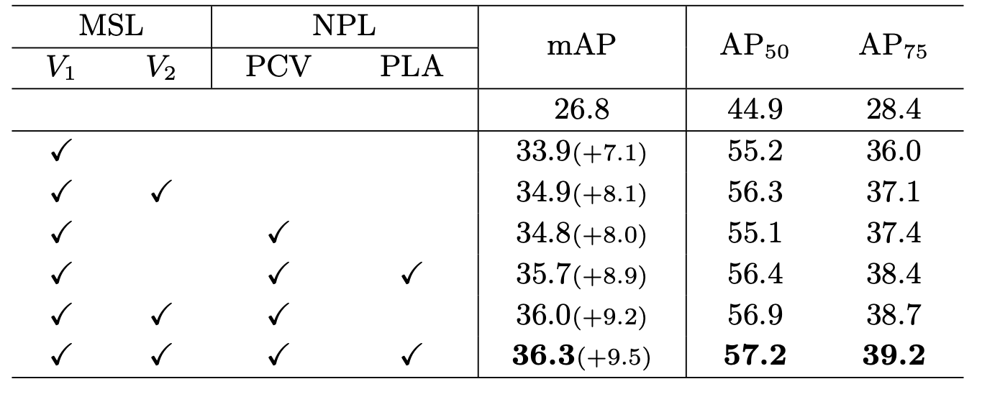 MSL NPL mAP AP50 AP75
V1 V2 PCV PLA
26.8 44.9 28.4
✓ 33.9(+7.1) 55.2 36.0
✓ ✓ 34.9(+8.1) 56.3 37.1
✓ ✓ 34.8(+8.0) 55.1 37.4
✓ ✓ ✓ 35.7(+8.9) 56.4 38.4
✓ ✓ ✓ 36.0(+9.2) 56.9 38.7
✓ ✓ ✓ ✓ 36.3(+9.5) 57.2 39.2